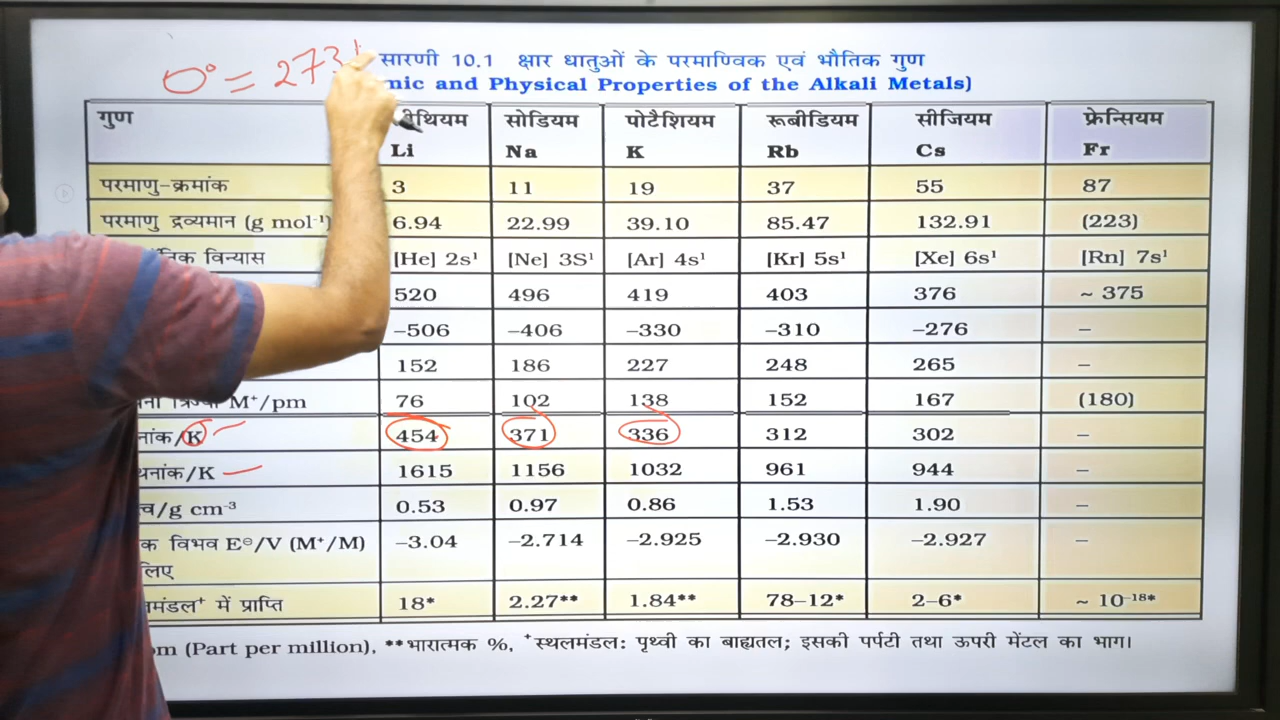 0° = 273
सारणी 10.1 क्षार धातुओं के परमाण्विक एवं भौतिक गुण
and Physical Properties of the Alkali Metals)
गुण सोडियम पोटैशियम रूबीडियम सीजियम फ्रेन्सियम
Li Na K Rb Cs Fr
परमाणु-क्रमांक 3 11 19 37 55 87
परमाणु द्रव्यमान (g mol⁻¹) 6.94 22.99 39.10 85.47 132.91 (223)
विन्यास [He] 2s¹ [Ne] 3S¹ [Ar] 4s¹ [Kr] 5s¹ [Xe] 6s¹ [Rn] 7s¹
520 496 419 403 376 ~ 375
–506 –406 –330 –310 –276 –
152 186 227 248 265 –
M⁺/pm 76 102 138 152 167 (180)
/K 454 371 336 312 302 –
/K 1615 1156 1032 961 944 –
/g cm⁻³ 0.53 0.97 0.86 1.53 1.90 –
विभव E⊖/V (M⁺/M) –3.04 –2.714 –2.925 –2.930 –2.927 –
लिए
में प्राप्ति 18* 2.27** 1.84** 78–12* 2–6* ~ 10⁻¹⁸*
(Part per million), **भारात्मक %, ⁺स्थलमंडल: पृथ्वी का बाह्यतल; इसकी पर्पटी तथा ऊपरी मेंटल का भाग।